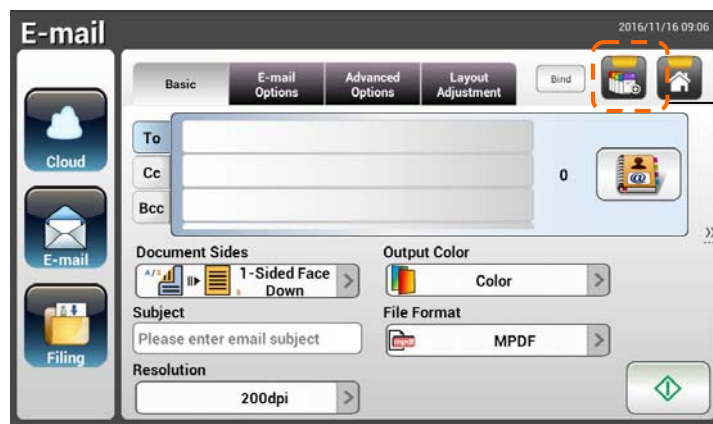 E-mail
2016/11/16 09:06
Basic
E-mail
Options
Advanced
Options
Layout
Adjustment
Bind
To
Cc
Bcc
0
@
Cloud
E-mail
Filing
Document Sides
A/
1-Sided Face
Down
Output Color
Color
Subject
Please enter email subject
File Format
mpdf
MPDF
Resolution
200dpi